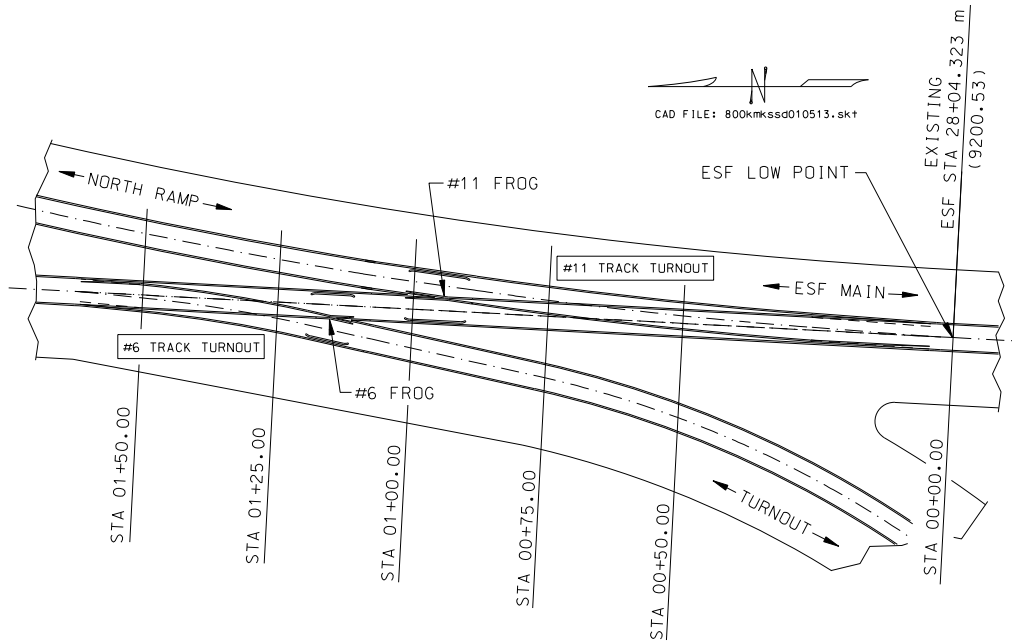 EXISTING
ESF STA 28+04.323 m
(9200.53)
N
CAD FILE: 800kmkssd010513.skt
ESF LOW POINT
NORTH RAMP
#11 FROG
#11 TRACK TURNOUT
ESF MAIN
#6 TRACK TURNOUT
#6 FROG
TURNOUT
STA 01+50.00
STA 01+25.00
STA 01+00.00
STA 00+75.00
STA 00+50.00
STA 00+00.00